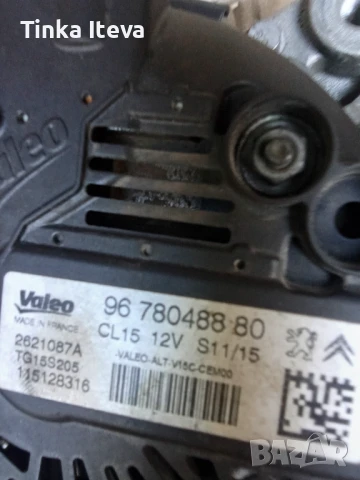 Tinka Iteva
Valeo
Valeo
MADE IN FRANCE
96 780488 80
CL15 12V S11/15
2621087A
-VALEO-ALT-V15C-CEM00
TG15S205
115128316
bazar